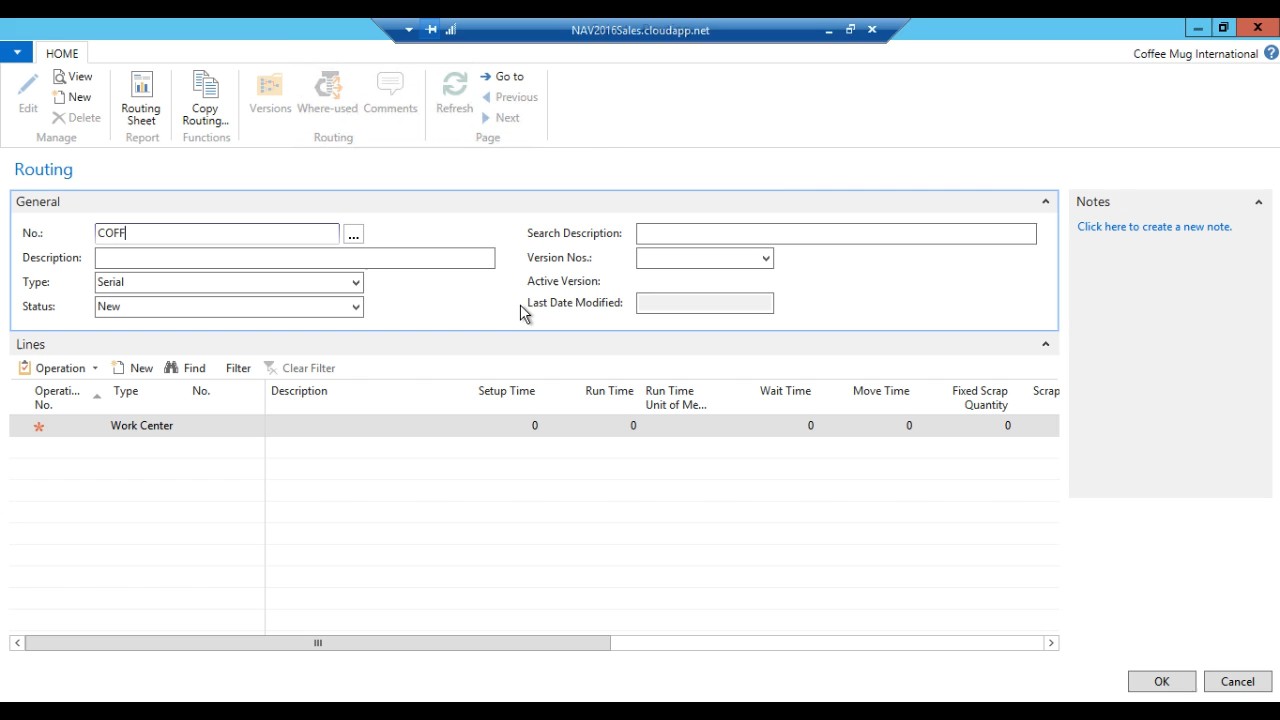 NAV2016Sales.cloudapp.net
HOME
Coffee Mug International
Edit
View
New
Delete
Manage
Routing Sheet
Report
Copy Routing...
Functions
Versions
Where-used
Comments
Routing
Refresh
Go to
Previous
Next
Page
Routing
General
No.: COFF ...
Description:
Type: Serial
Status: New
Search Description:
Version Nos.:
Active Version:
Last Date Modified:
Notes
Click here to create a new note.
Lines
Operation New Find Filter Clear Filter
Operati... No. Type No. Description Setup Time Run Time Run Time Unit of Me... Wait Time Move Time Fixed Scrap Quantity Scrap
Work Center 0 0 0 0 0
OK Cancel